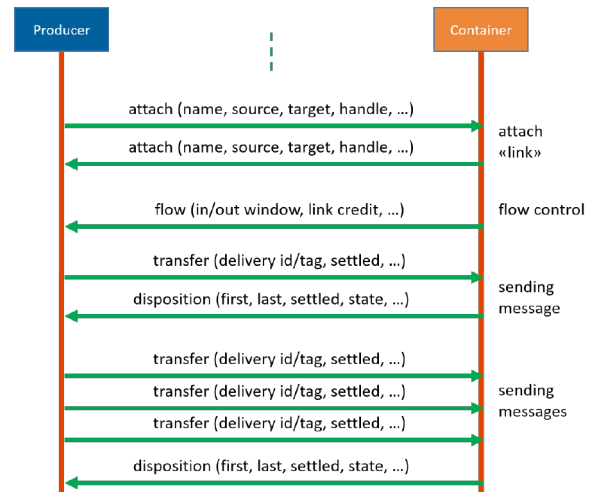 Producer
Container
attach (name, source, target, handle, …)
attach (name, source, target, handle, …)
attach
«link»
flow (in/out window, link credit, …)
flow control
transfer (delivery id/tag, settled, …)
disposition (first, last, settled, state, …)
sending
message
transfer (delivery id/tag, settled, …)
transfer (delivery id/tag, settled, …)
transfer (delivery id/tag, settled, …)
sending
messages
disposition (first, last, settled, state, …)